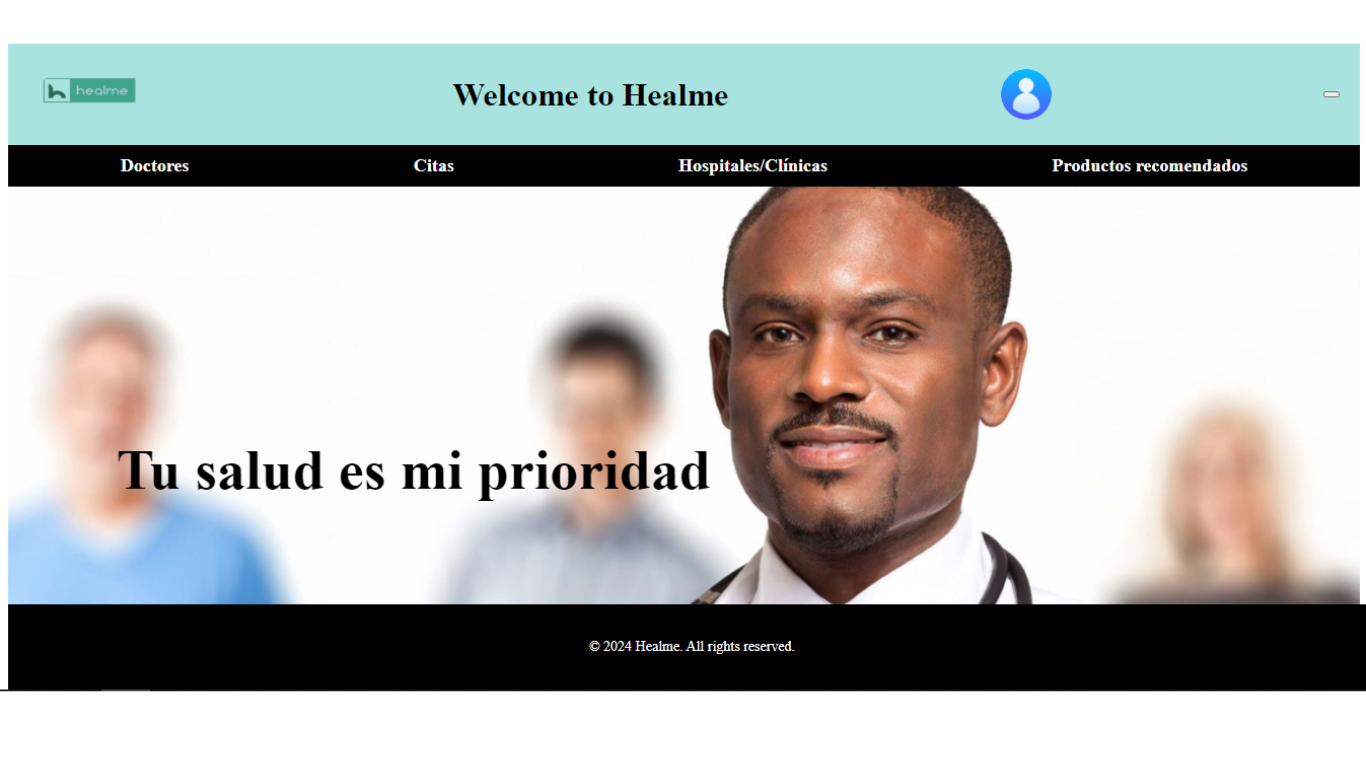 healme
Welcome to Healme
Doctores
Citas
Hospitales/Clínicas
Productos recomendados
Tu salud es mi prioridad
© 2024 Healme. All rights reserved.